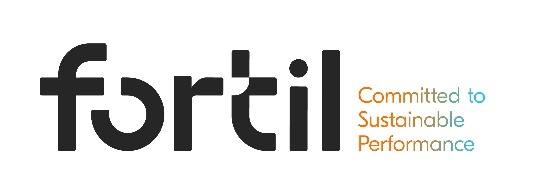 fortil
Committed to
Sustainable
Performance